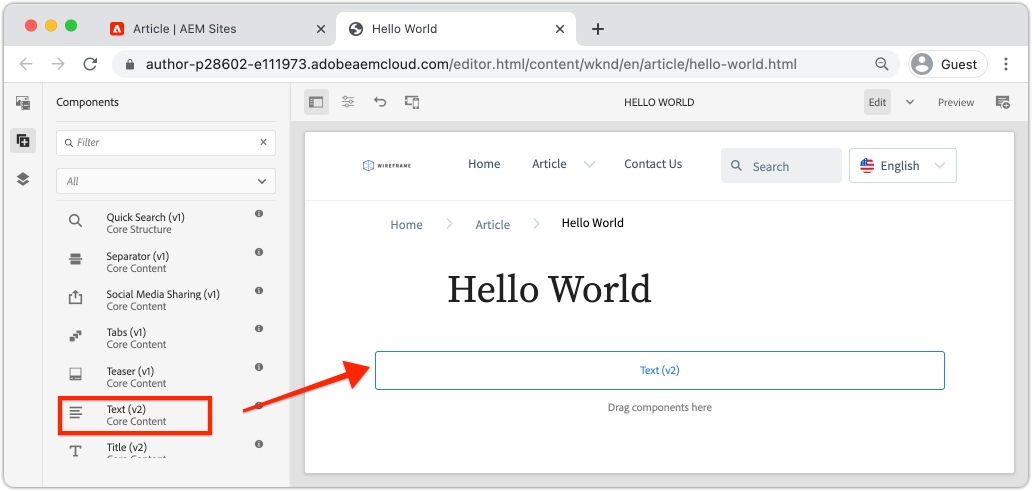 Article | AEM Sites
Hello World
author-p28602-e111973.adobeaemcloud.com/editor.html/content/wknd/en/article/hello-world.html
Guest
Components
HELLO WORLD
Edit
Preview
Filter
All
Quick Search (v1)
Core Structure
Separator (v1)
Core Content
Social Media Sharing (v1)
Core Content
Tabs (v1)
Core Content
Teaser (v1)
Core Content
Text (v2)
Core Content
Title (v2)
Core Content
WIREFRAME
Home
Article
Contact Us
Search
English
Home
Article
Hello World
Hello World
Text (v2)
Drag components here